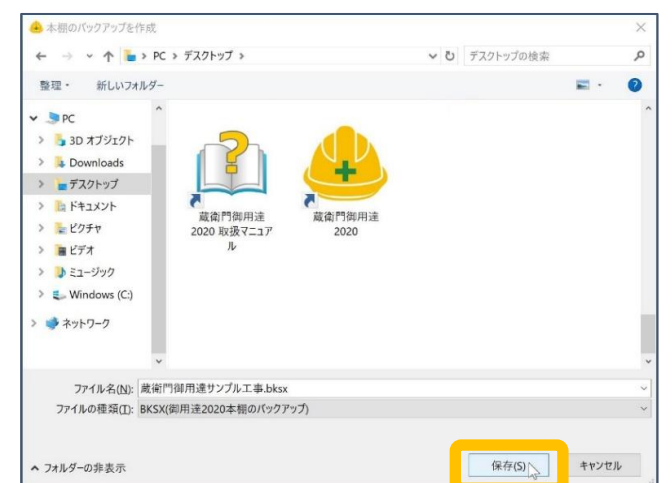 本棚のバックアップを作成
PC > デスクトップ >
デスクトップの検索
整理
新しいフォルダー
PC
3D オブジェクト
Downloads
デスクトップ
ドキュメント
ピクチャ
ビデオ
ミュージック
Windows (C:)
ネットワーク
蔵衛門御用達
2020 取扱マニュア
ル
蔵衛門御用達
2020
ファイル名(N): 蔵衛門御用達サンプル工事.bksx
ファイルの種類(T): BKSX(御用達2020本棚のバックアップ)
フォルダーの非表示
保存(S)
キャンセル